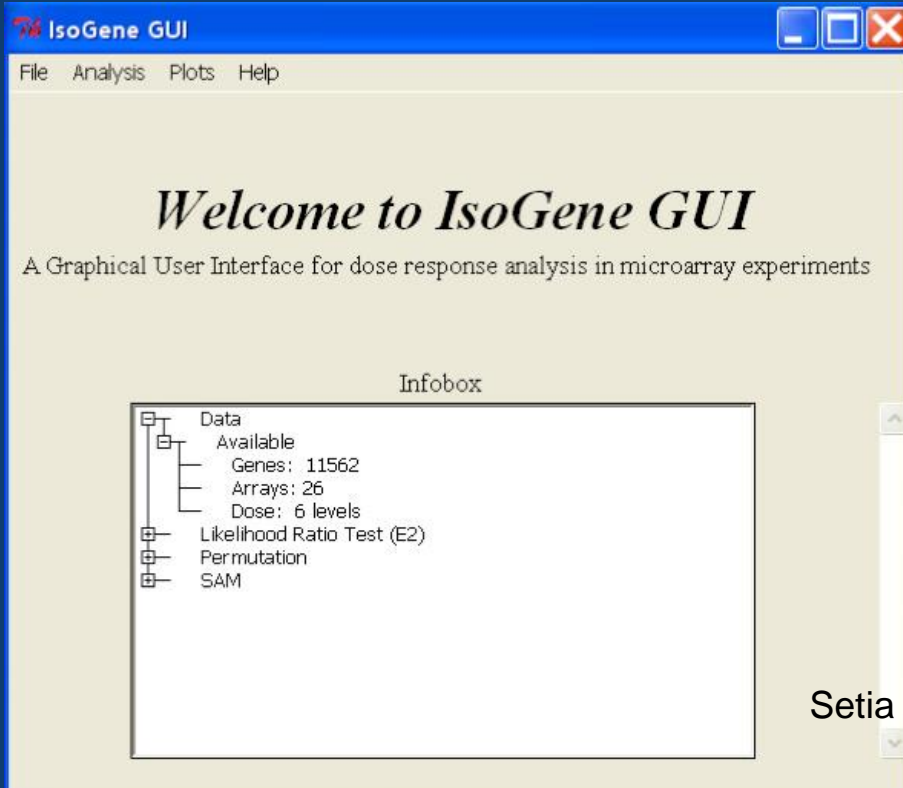 IsoGene GUI
File Analysis Plots Help
Welcome to IsoGene GUI
A Graphical User Interface for dose response analysis in microarray experiments
Infobox
Data
Available
Genes: 11562
Arrays: 26
Dose: 6 levels
Likelihood Ratio Test (E2)
Permutation
SAM
Setia